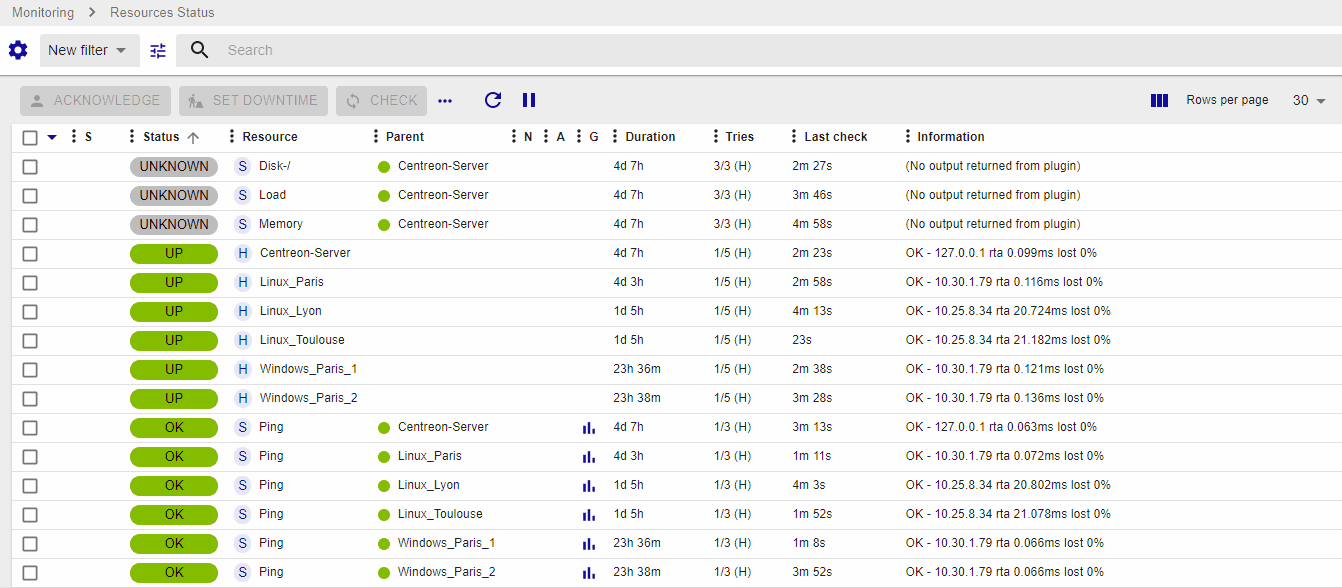 Monitoring > Resources Status
New filter Search
ACKNOWLEDGE SET DOWNTIME CHECK Rows per page 30
S Status Resource Parent N A G Duration Tries Last check Information
UNKNOWN S Disk-/ Centreon-Server 4d 7h 3/3 (H) 2m 27s (No output returned from plugin)
UNKNOWN S Load Centreon-Server 4d 7h 3/3 (H) 3m 46s (No output returned from plugin)
UNKNOWN S Memory Centreon-Server 4d 7h 3/3 (H) 4m 58s (No output returned from plugin)
UP H Centreon-Server 4d 7h 1/5 (H) 2m 23s OK - 127.0.0.1 rta 0.099ms lost 0%
UP H Linux_Paris 4d 3h 1/5 (H) 2m 58s OK - 10.30.1.79 rta 0.116ms lost 0%
UP H Linux_Lyon 1d 5h 1/5 (H) 4m 13s OK - 10.25.8.34 rta 20.724ms lost 0%
UP H Linux_Toulouse 1d 5h 1/5 (H) 23s OK - 10.25.8.34 rta 21.182ms lost 0%
UP H Windows_Paris_1 23h 36m 1/5 (H) 2m 38s OK - 10.30.1.79 rta 0.121ms lost 0%
UP H Windows_Paris_2 23h 38m 1/5 (H) 3m 28s OK - 10.30.1.79 rta 0.136ms lost 0%
OK S Ping Centreon-Server 4d 7h 1/3 (H) 3m 13s OK - 127.0.0.1 rta 0.063ms lost 0%
OK S Ping Linux_Paris 4d 3h 1/3 (H) 1m 11s OK - 10.30.1.79 rta 0.072ms lost 0%
OK S Ping Linux_Lyon 1d 5h 1/3 (H) 4m 3s OK - 10.25.8.34 rta 20.802ms lost 0%
OK S Ping Linux_Toulouse 1d 5h 1/3 (H) 1m 52s OK - 10.25.8.34 rta 21.078ms lost 0%
OK S Ping Windows_Paris_1 23h 36m 1/3 (H) 1m 8s OK - 10.30.1.79 rta 0.066ms lost 0%
OK S Ping Windows_Paris_2 23h 38m 1/3 (H) 3m 52s OK - 10.30.1.79 rta 0.066ms lost 0%